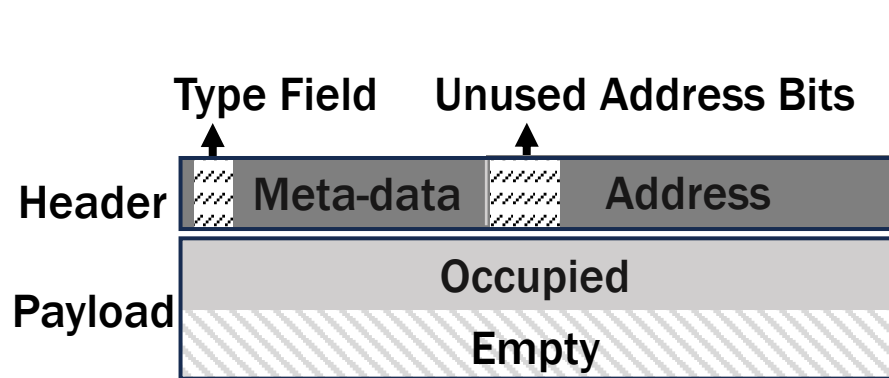 Type Field
Unused Address Bits
Header
Meta-data
Address
Payload
Occupied
Empty